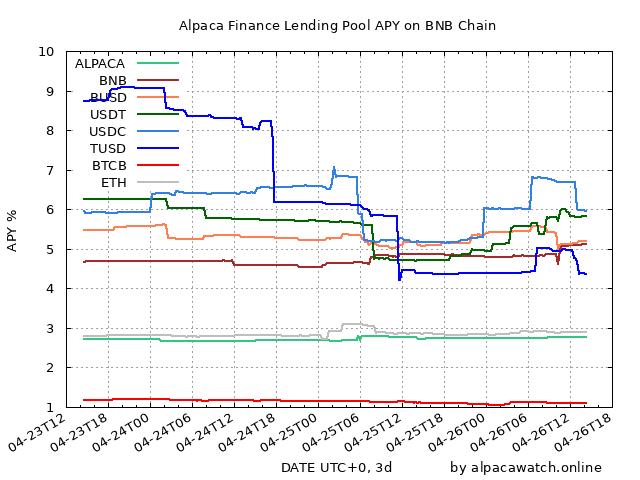 Alpaca Finance Lending Pool APY on BNB Chain
10
9
8
7
6
5
4
3
2
1
APY %
ALPACA
BNB
BUSD
USDT
USDC
TUSD
BTCB
ETH
04-23T12
04-23T18
04-24T00
04-24T06
04-24T12
04-24T18
04-25T00
04-25T06
04-25T12
04-25T18
04-26T00
04-26T06
04-26T12
04-26T18
DATE UTC+0, 3d
by alpacawatch.online